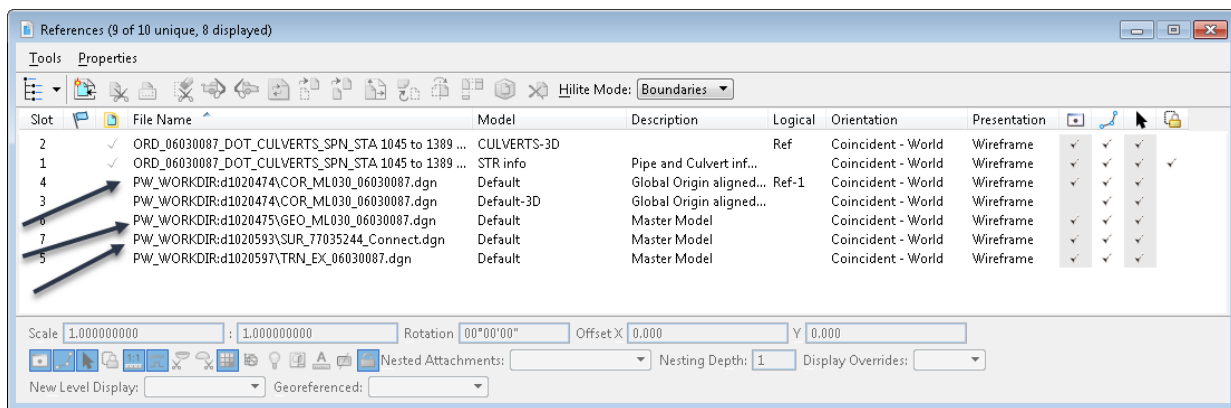 References (9 of 10 unique, 8 displayed)
Tools Properties
Hilite Mode: Boundaries
Slot File Name Model Description Logical Orientation Presentation
2 ORD_06030087_DOT_CULVERTS_SPN_STA 1045 to 1389 ... CULVERTS-3D Ref Coincident - World Wireframe
1 ORD_06030087_DOT_CULVERTS_SPN_STA 1045 to 1389 ... STR info Pipe and Culvert inf... Coincident - World Wireframe
4 PW_WORKDIR:d1020474\COR_ML030_06030087.dgn Default Global Origin aligned... Ref-1 Coincident - World Wireframe
3 PW_WORKDIR:d1020474\COR_ML030_06030087.dgn Default-3D Global Origin aligned... Coincident - World Wireframe
6 PW_WORKDIR:d1020475\GEO_ML030_06030087.dgn Default Master Model Coincident - World Wireframe
7 PW_WORKDIR:d1020593\SUR_77035244_Connect.dgn Default Master Model Coincident - World Wireframe
5 PW_WORKDIR:d1020597\TRN_EX_06030087.dgn Default Master Model Coincident - World Wireframe
Scale 1.000000000 : 1.000000000 Rotation 00°00'00" Offset X 0.000 Y 0.000
1:1 A Nested Attachments: Nesting Depth: 1 Display Overrides:
New Level Display: Georeferenced: